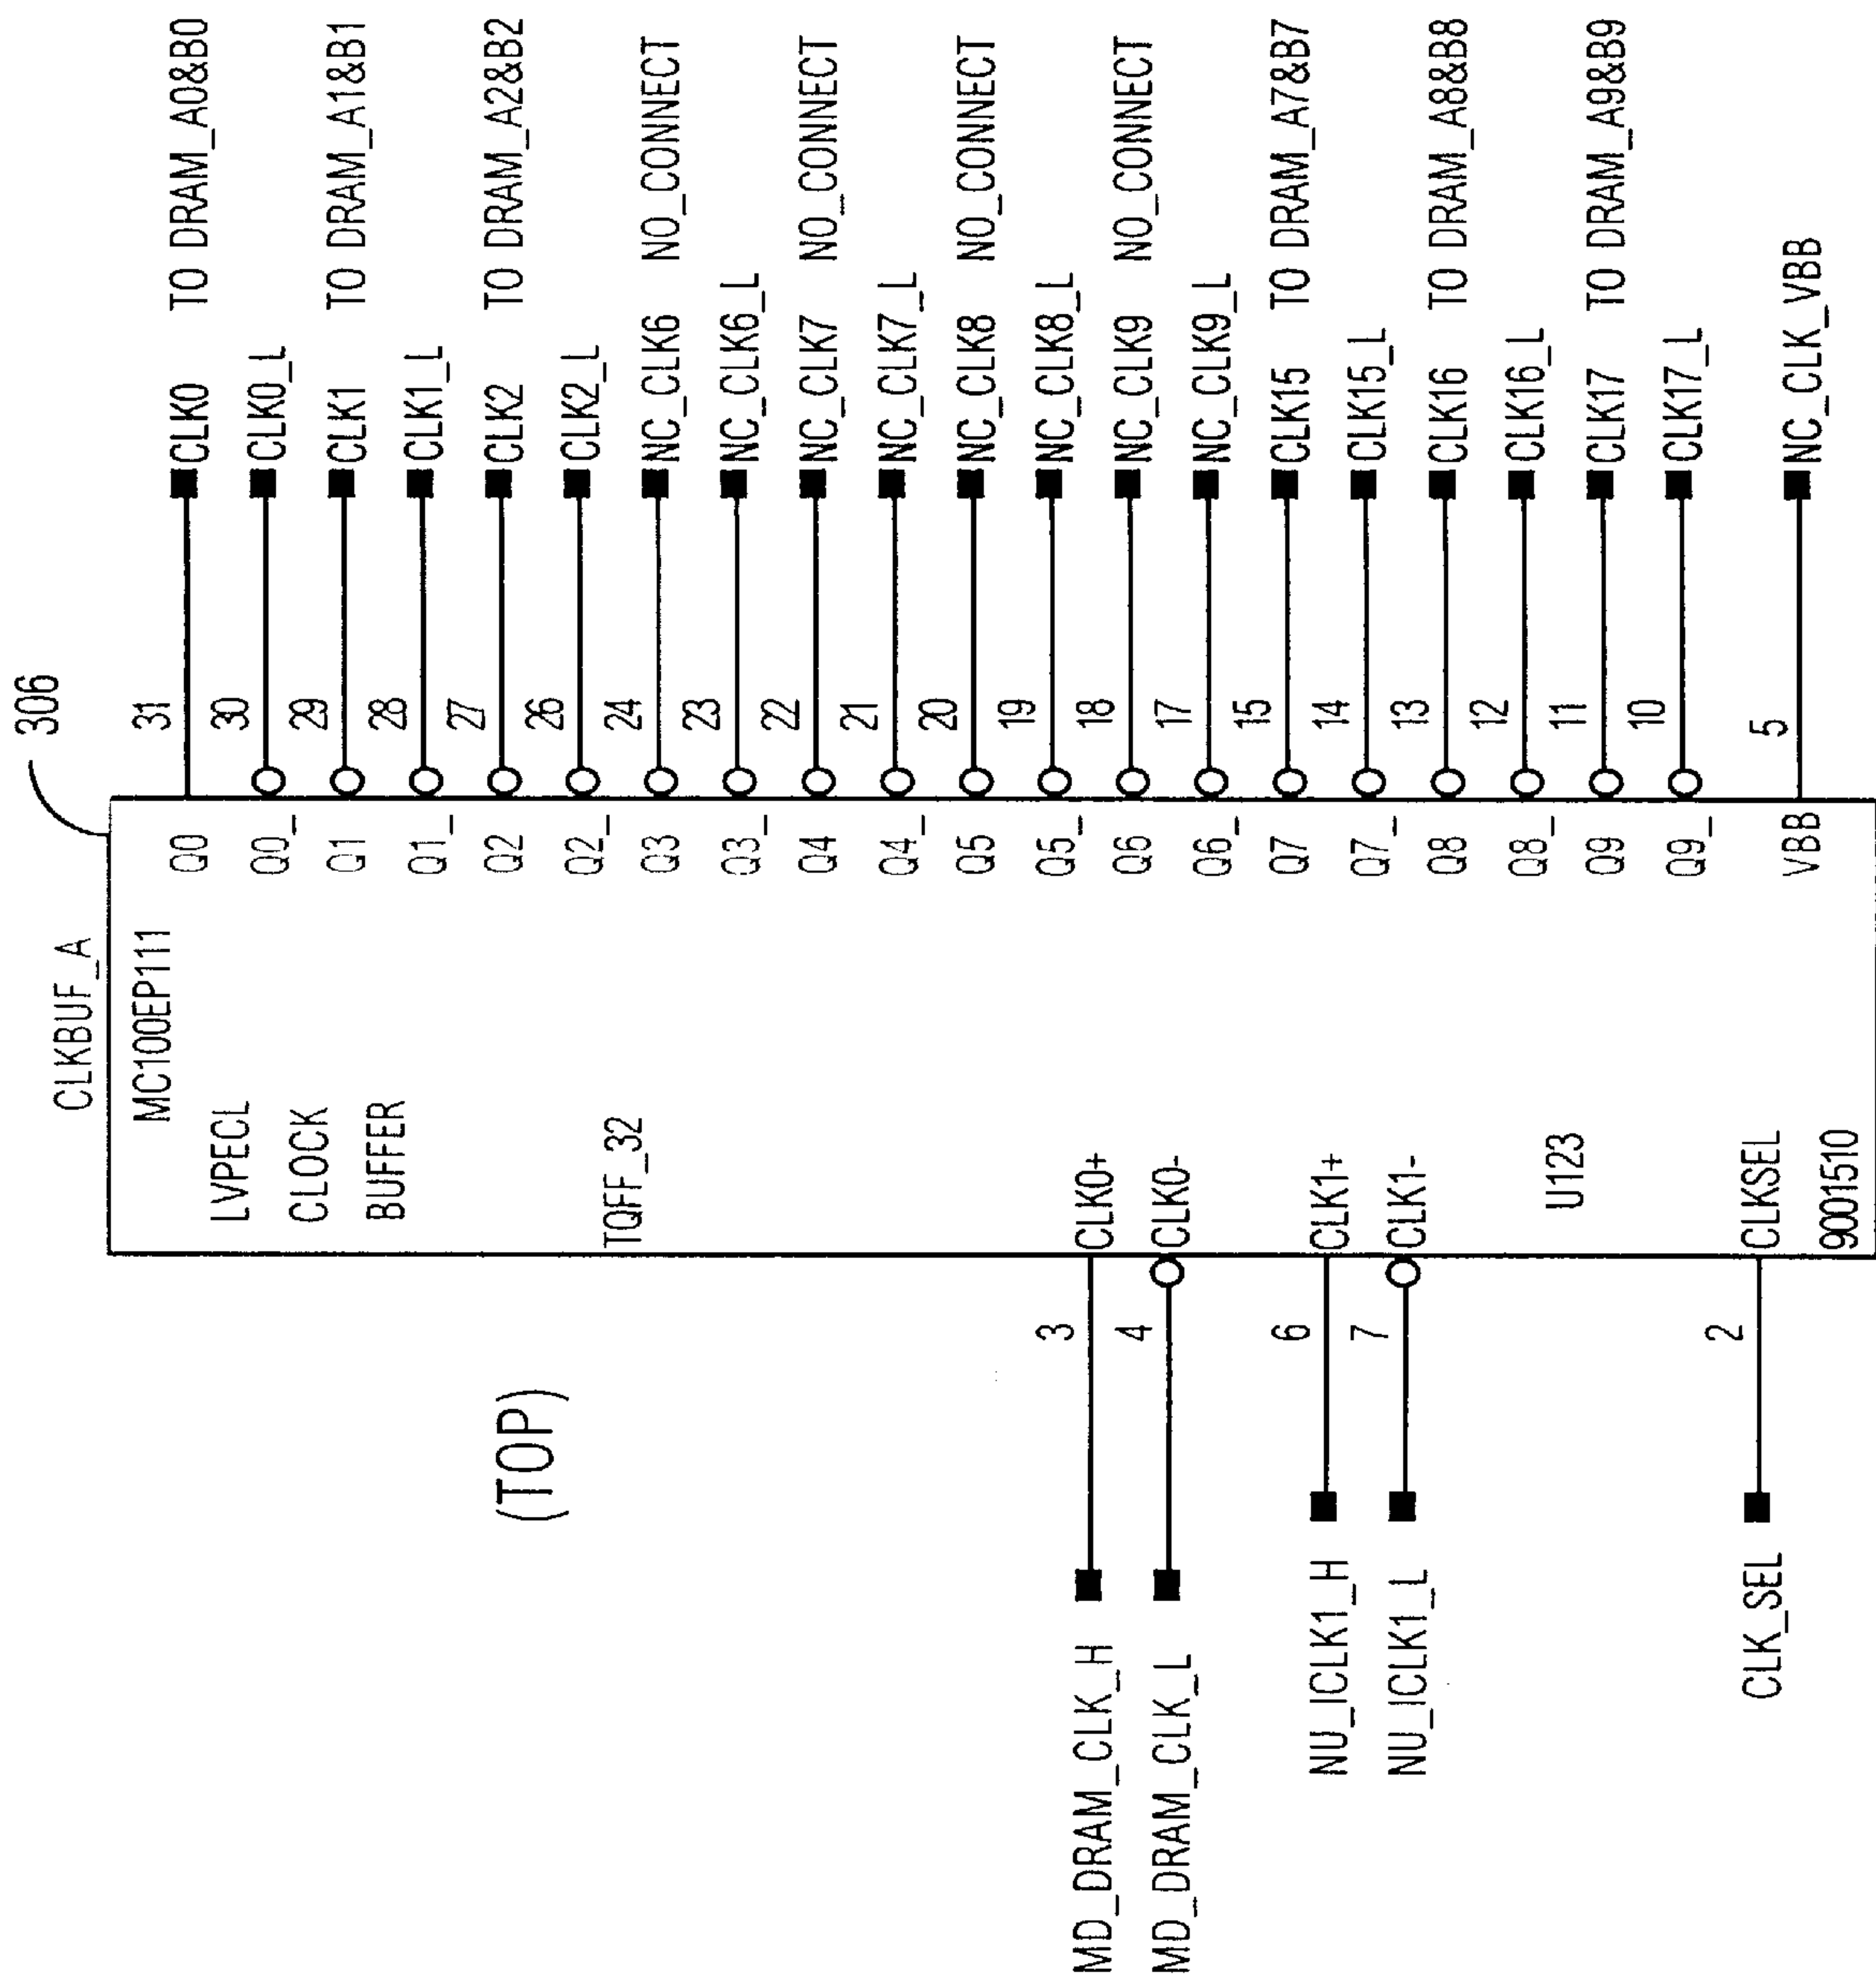 306
CLKBUF_A
MC100EP111
LVPECL
CLOCK
BUFFER
TQFF_32
(TOP)
Q0 31 CLK0 TO DRAM_A0&B0
Q0_ 30 CLK0_L
Q1 29 CLK1 TO DRAM_A1&B1
Q1_ 28 CLK1_L
Q2 27 CLK2 TO DRAM_A2&B2
Q2_ 26 CLK2_L
Q3 24 NC_CLK6 NO_CONNECT
Q3_ 23 NC_CLK6_L
Q4 22 NC_CLK7 NO_CONNECT
Q4_ 21 NC_CLK7_L
Q5 20 NC_CLK8 NO_CONNECT
Q5_ 19 NC_CLK8_L
Q6 18 NC_CLK9 NO_CONNECT
Q6_ 17 NC_CLK9_L
Q7 15 CLK15 TO DRAM_A7&B7
Q7_ 14 CLK15_L
Q8 13 CLK16 TO DRAM_A8&B8
Q8_ 12 CLK16_L
Q9 11 CLK17 TO DRAM_A9&B9
Q9_ 10 CLK17_L
VBB 5 NC_CLK_VBB
MD_DRAM_CLK_H 3 CLK0+
MD_DRAM_CLK_L 4 CLK0-
NU_ICLK1_H 6 CLK1+
NU_ICLK1_L 7 CLK1-
U123
CLK_SEL 2 CLKSEL
9001510